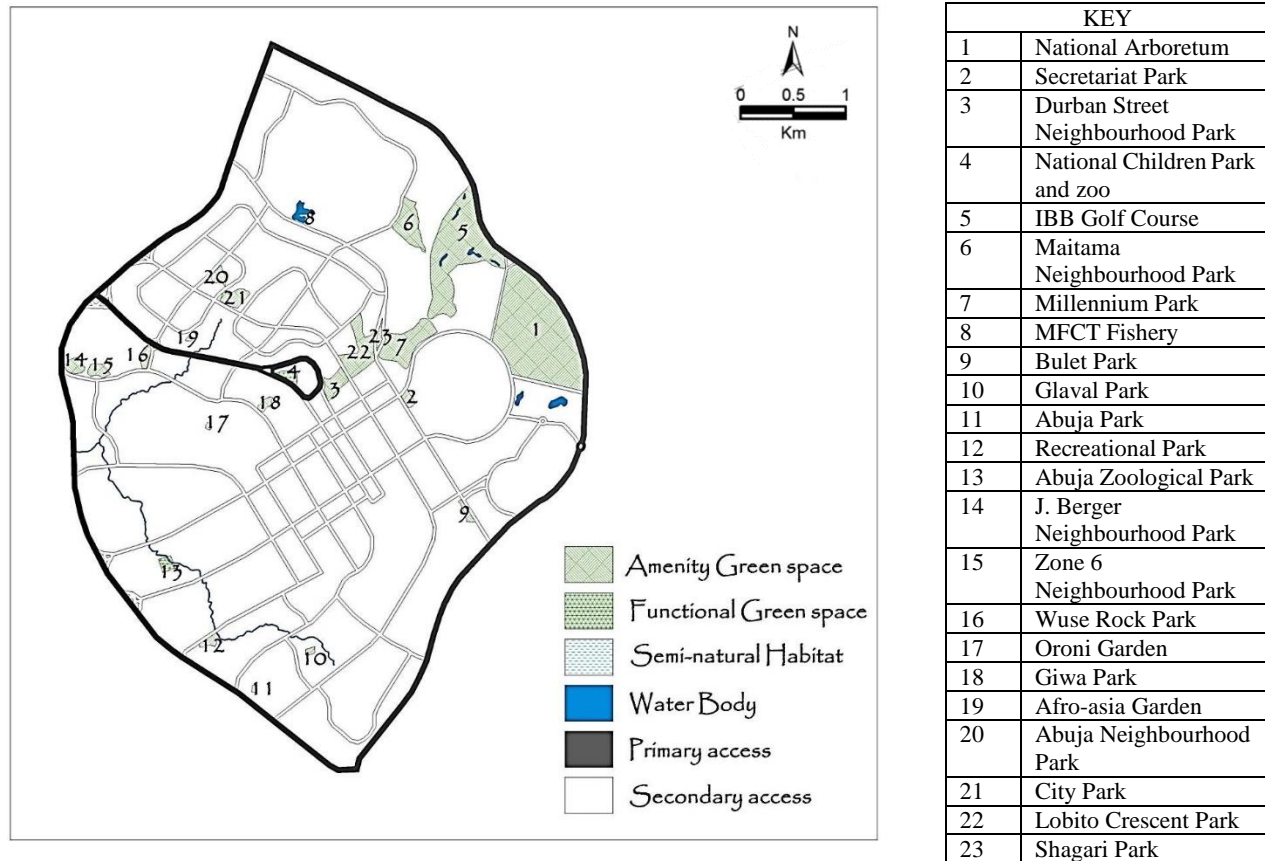 N
0 0.5 1
Km
8
6
5
20
21
1
19
23
22
7
14
15
16
4
3
2
18
17
9
13
12
10
11
Amenity Green space
Functional Green space
Semi-natural Habitat
Water Body
Primary access
Secondary access
KEY
1 National Arboretum
2 Secretariat Park
3 Durban Street
Neighbourhood Park
4 National Children Park
and zoo
5 IBB Golf Course
6 Maitama
Neighbourhood Park
7 Millennium Park
8 MFCT Fishery
9 Bulet Park
10 Glaval Park
11 Abuja Park
12 Recreational Park
13 Abuja Zoological Park
14 J. Berger
Neighbourhood Park
15 Zone 6
Neighbourhood Park
16 Wuse Rock Park
17 Oroni Garden
18 Giwa Park
19 Afro-asia Garden
20 Abuja Neighbourhood
Park
21 City Park
22 Lobito Crescent Park
23 Shagari Park